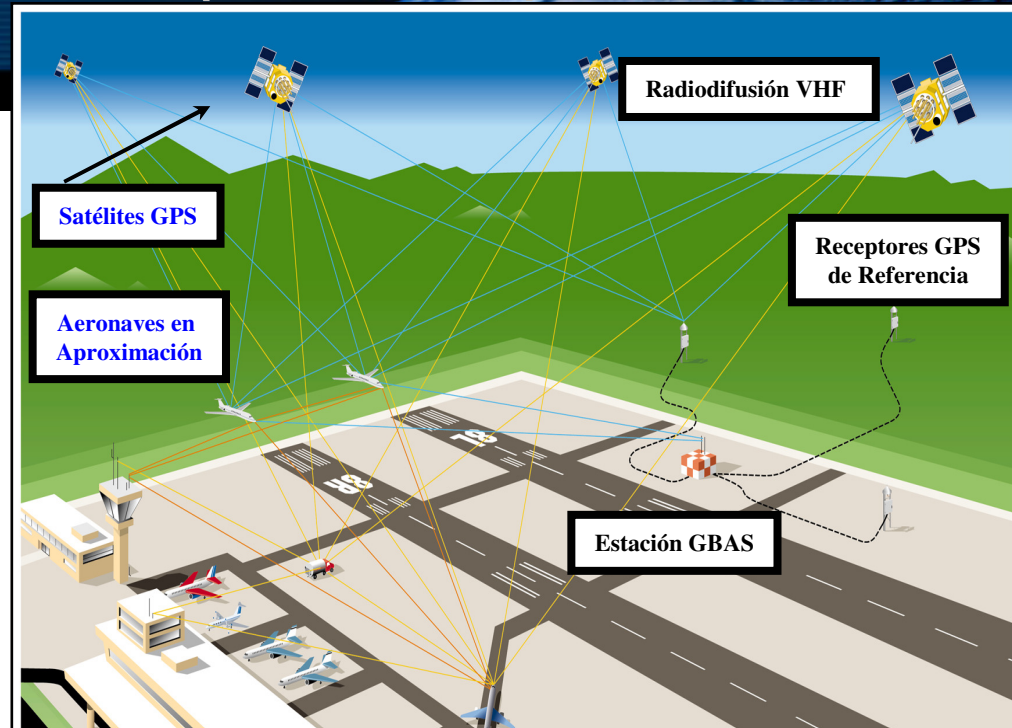 Radiodifusión VHF
Satélites GPS
Receptores GPS
de Referencia
Aeronaves en
Aproximación
Estación GBAS